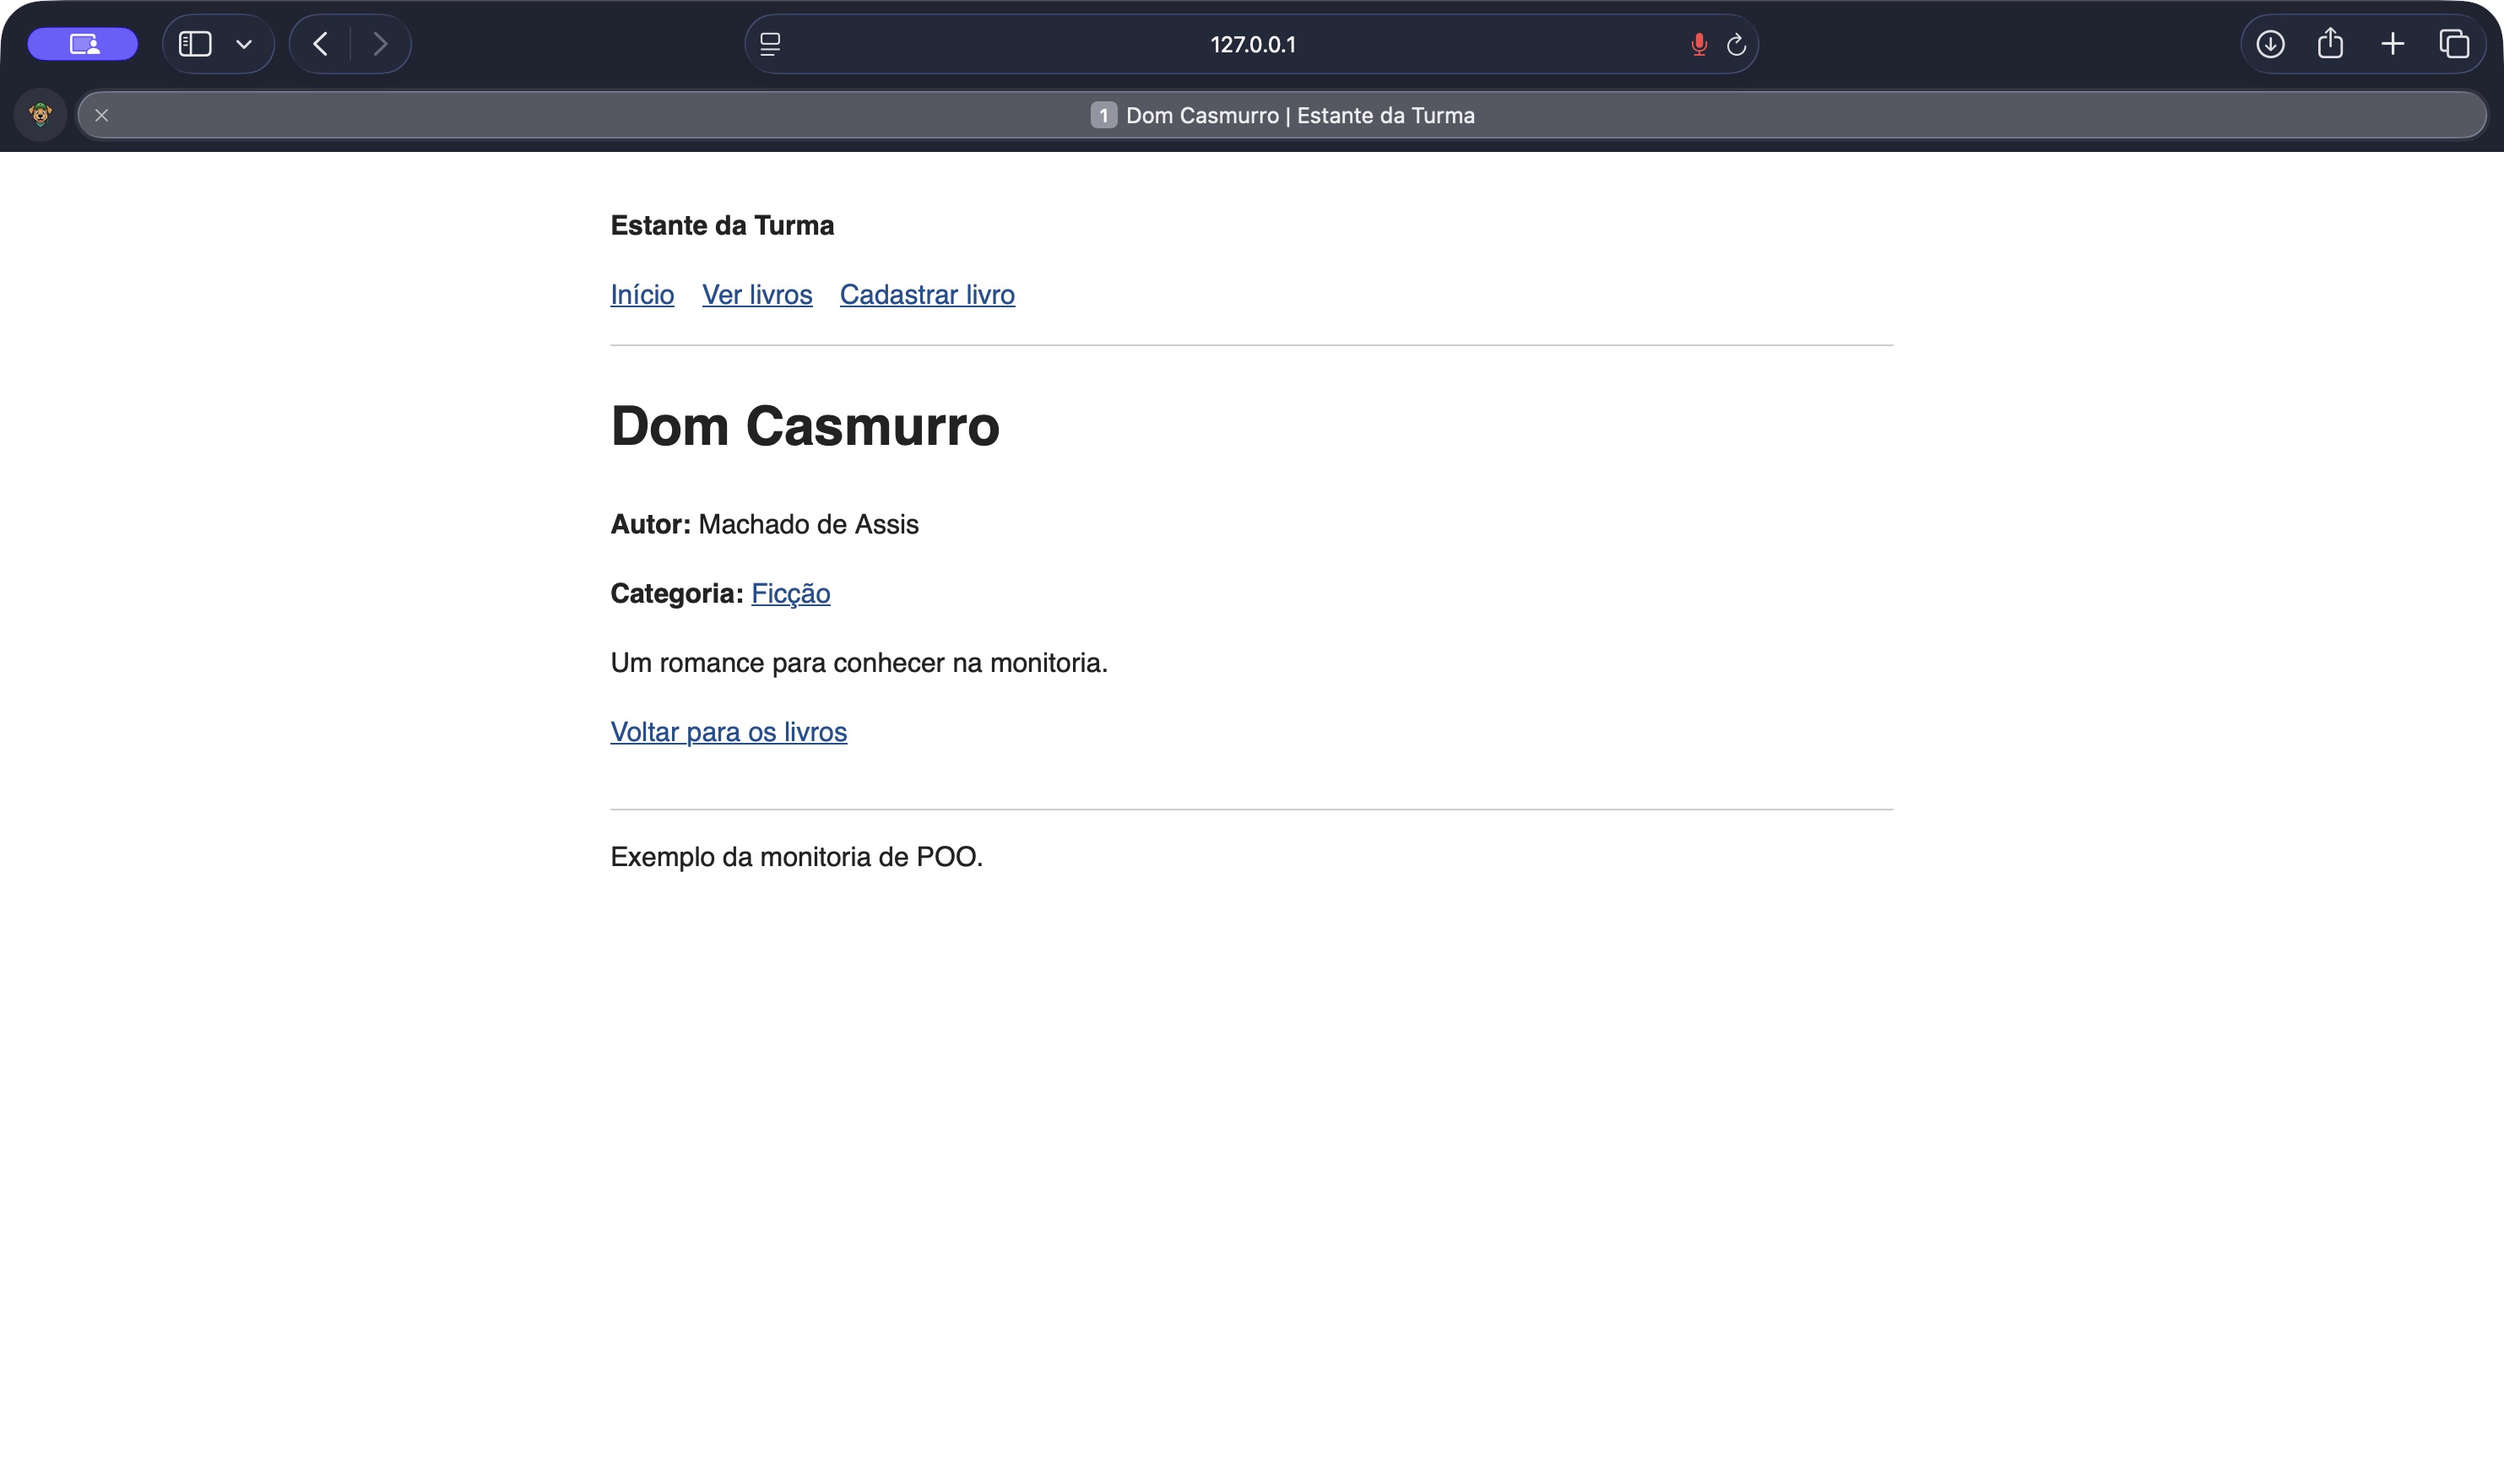 127.0.0.1
1 Dom Casmurro | Estante da Turma
Estante da Turma
Início Ver livros Cadastrar livro
Dom Casmurro
Autor: Machado de Assis
Categoria: Ficção
Um romance para conhecer na monitoria.
Voltar para os livros
Exemplo da monitoria de POO.